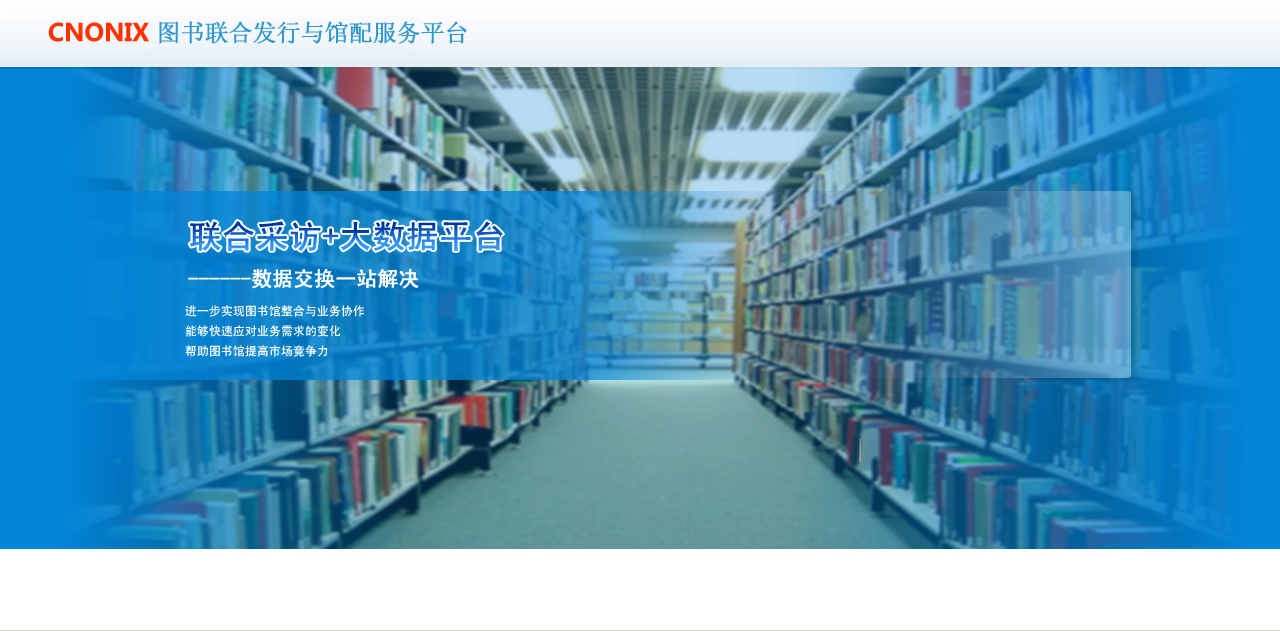 CNONIX 图书联合发行与馆配服务平台
联合采访+大数据平台
------数据交换一站解决
进一步实现图书馆整合与业务协作
能够快速应对业务需求的变化
帮助图书馆提高市场竞争力